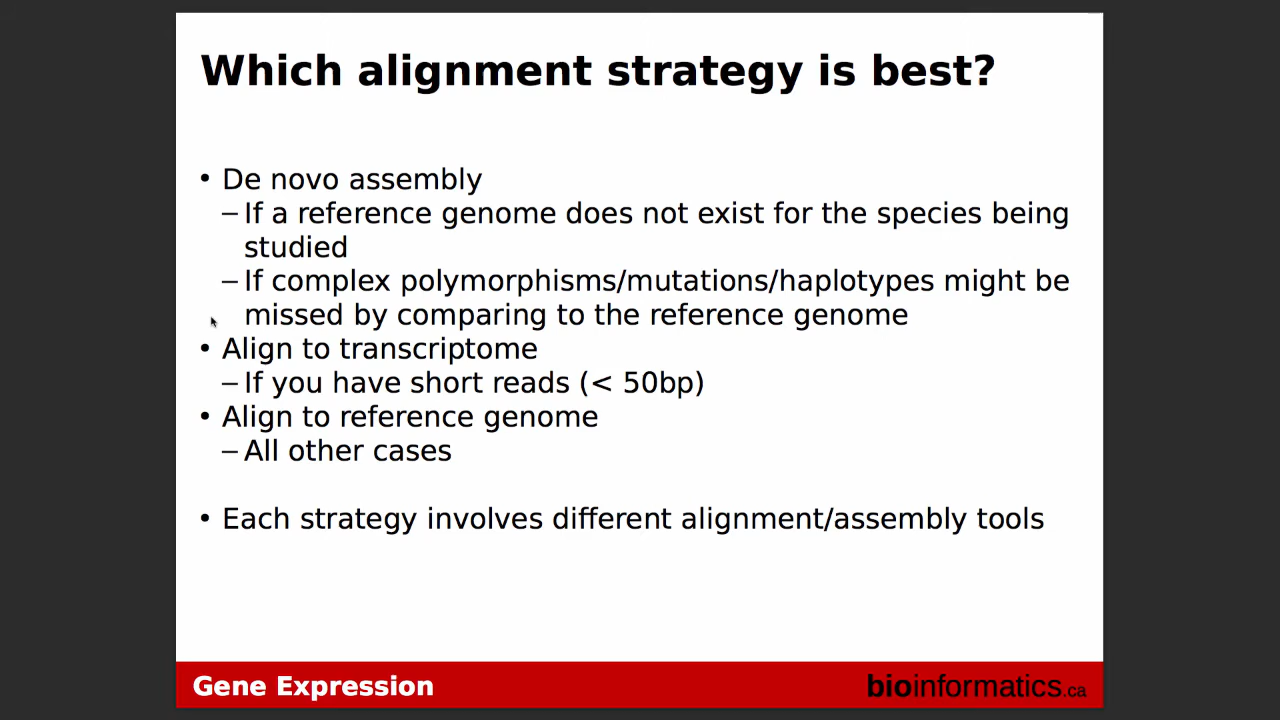 Which alignment strategy is best?
• De novo assembly
– If a reference genome does not exist for the species being
studied
– If complex polymorphisms/mutations/haplotypes might be
missed by comparing to the reference genome
• Align to transcriptome
– If you have short reads (< 50bp)
• Align to reference genome
– All other cases
• Each strategy involves different alignment/assembly tools
Gene Expression
bioinformatics.ca